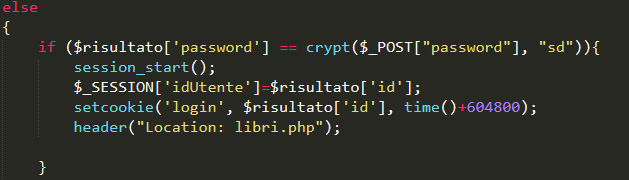 else
{
if ($risultato['password'] == crypt($_POST["password"], "sd")){
session_start();
$_SESSION['idUtente']=$risultato['id'];
setcookie('login', $risultato['id'], time()+604800);
header("Location: libri.php");
}